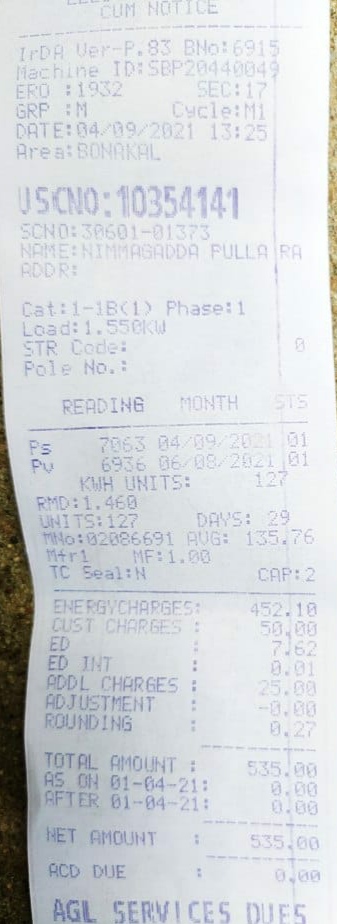 CUM NOTICE
IrDA Ver-P.83 BNo:6915
Machine ID:SBP20440049
ERO :1932 SEC:17
GRP :M Cycle:M1
DATE:04/09/2021 13:25
Area:BONAKAL
USCNO:10354141
SCNO:30601-01373
NAME:NIMMAGADDA PULLA RA
ADDR:
Cat:1-1B(1) Phase:1
Load:1.550KW
STR Code: 0
Pole No.:
READING MONTH STS
Ps 7063 04/09/2021 01
Pv 6936 06/08/2021 01
KWH UNITS: 127
RMD:1.460
UNITS:127 DAYS: 29
MNo:02086691 AVG: 135.76
Mtr1 MF:1.00
TC Seal:N CAP:2
ENERGYCHARGES: 452.10
CUST CHARGES : 50.00
ED : 7.62
ED INT : 0.01
ADDL CHARGES : 25.00
ADJUSTMENT : -0.00
ROUNDING : 0.27
TOTAL AMOUNT : 535.00
AS ON 01-04-21: 0.00
AFTER 01-04-21: 0.00
NET AMOUNT : 535.00
ACD DUE : 0.00
AGL SERVICES DUES